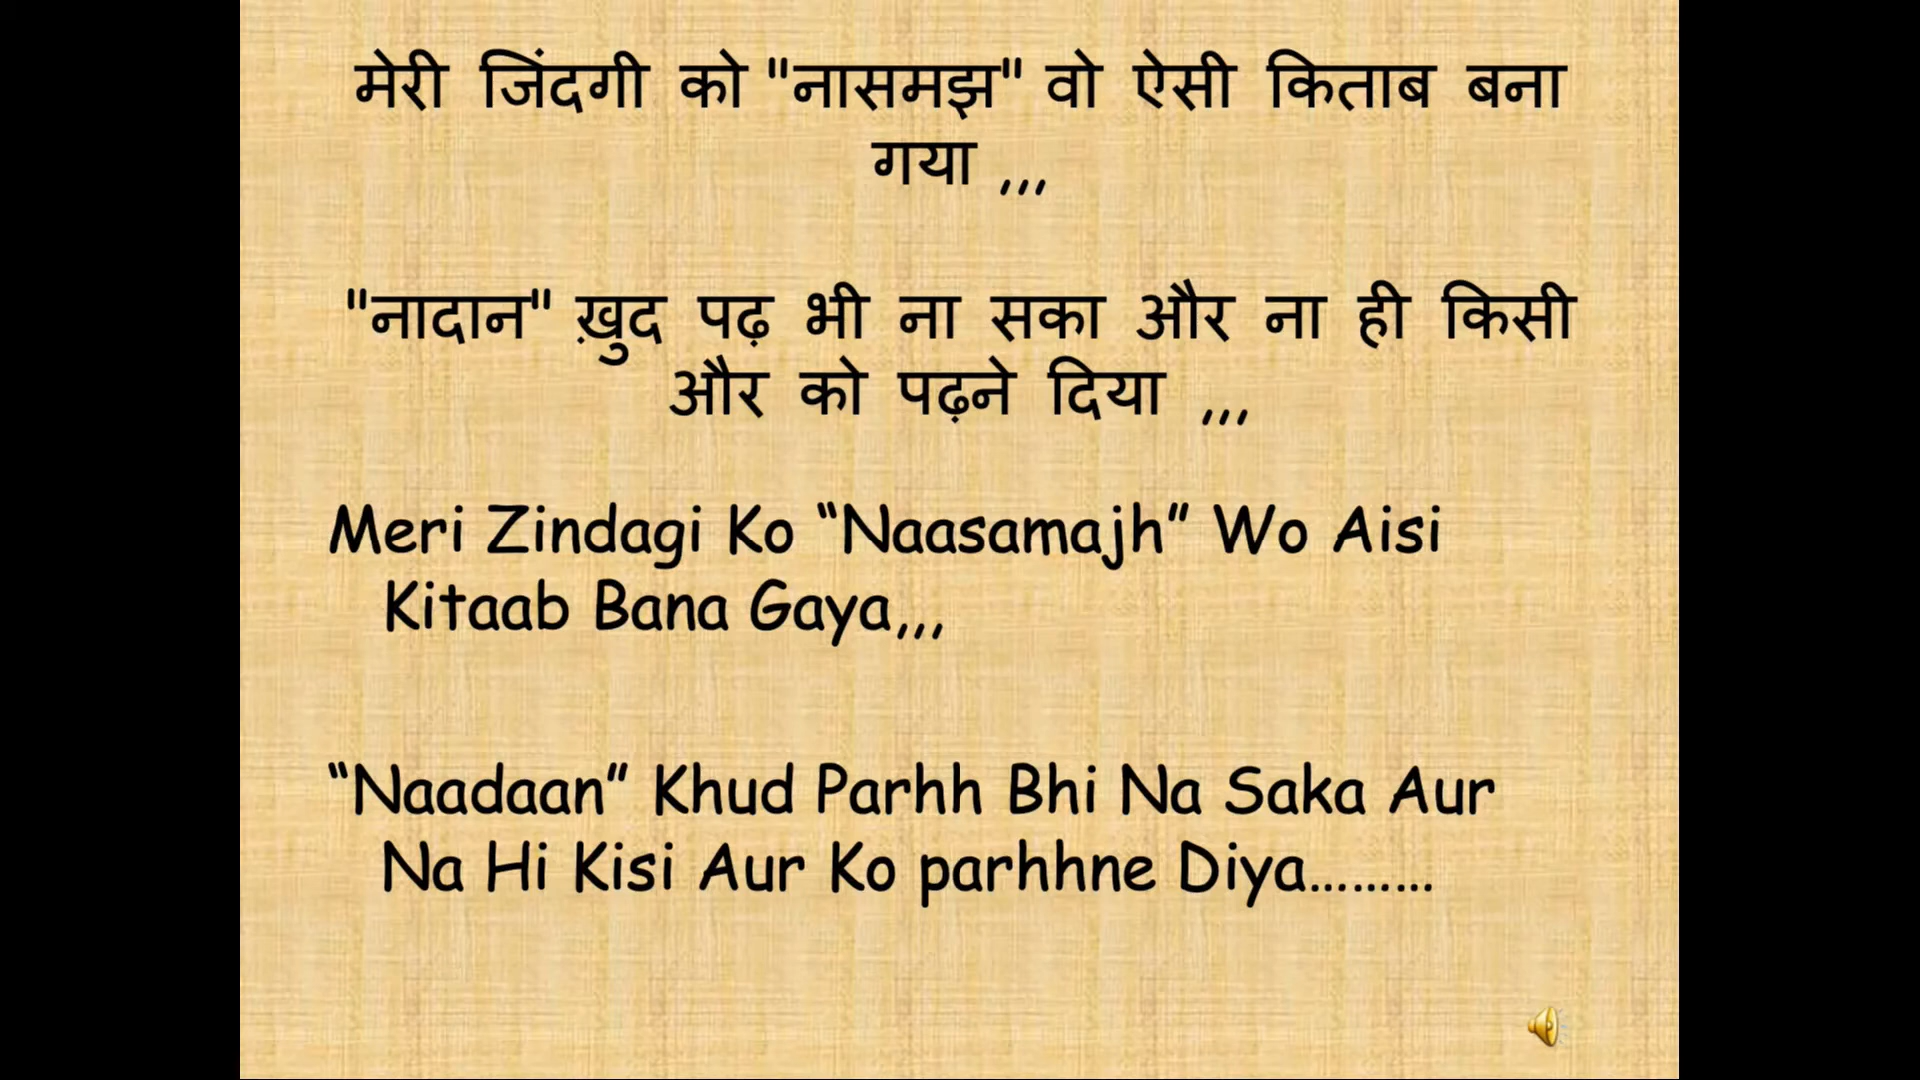 मेरी जिंदगी को "नासमझ" वो ऐसी किताब बना
गया ,,,
"नादान" ख़ुद पढ़ भी ना सका और ना ही किसी
और को पढ़ने दिया ,,,
Meri Zindagi Ko “Naasamajh” Wo Aisi
Kitaab Bana Gaya,,,
“Naadaan” Khud Parhh Bhi Na Saka Aur
Na Hi Kisi Aur Ko parhhne Diya………